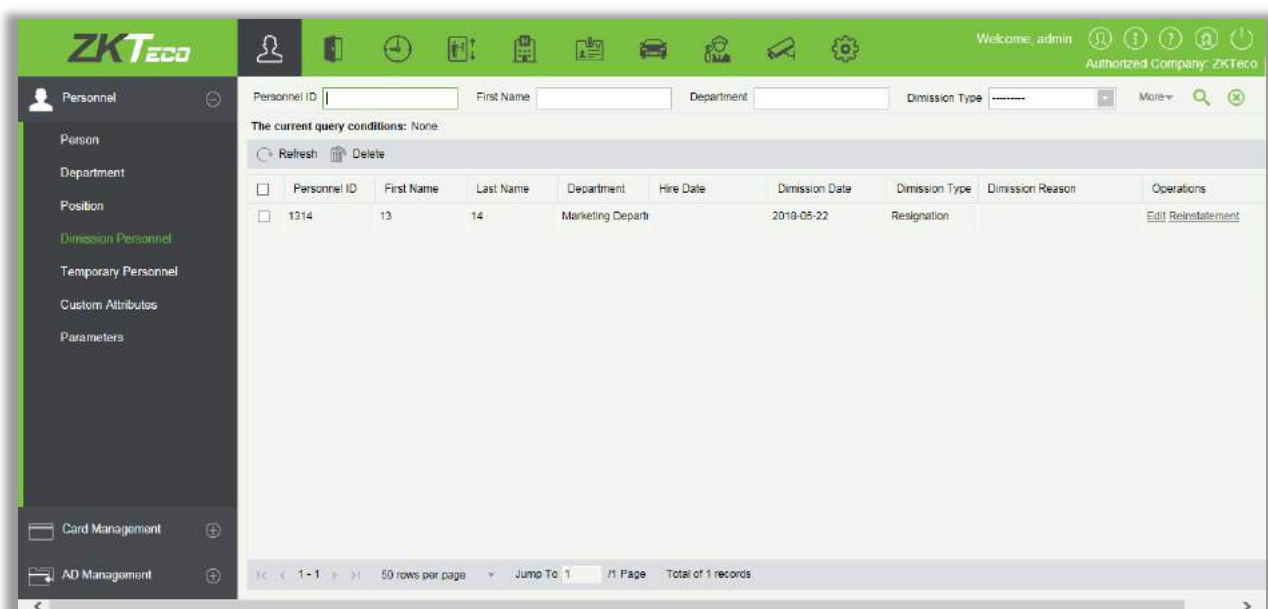 ZKTeco
Welcome, admin
Authorized Company: ZKTeco
Personnel
Person
Department
Position
Dimission Personnel
Temporary Personnel
Custom Attributes
Parameters
Card Management
AD Management
Personnel ID First Name Department Dimission Type --------- More
The current query conditions: None
Refresh Delete
Personnel ID First Name Last Name Department Hire Date Dimission Date Dimission Type Dimission Reason Operations
1314 13 14 Marketing Departr 2018-05-22 Resignation Edit Reinstatement
1-1 50 rows per page Jump To 1 /1 Page Total of 1 records